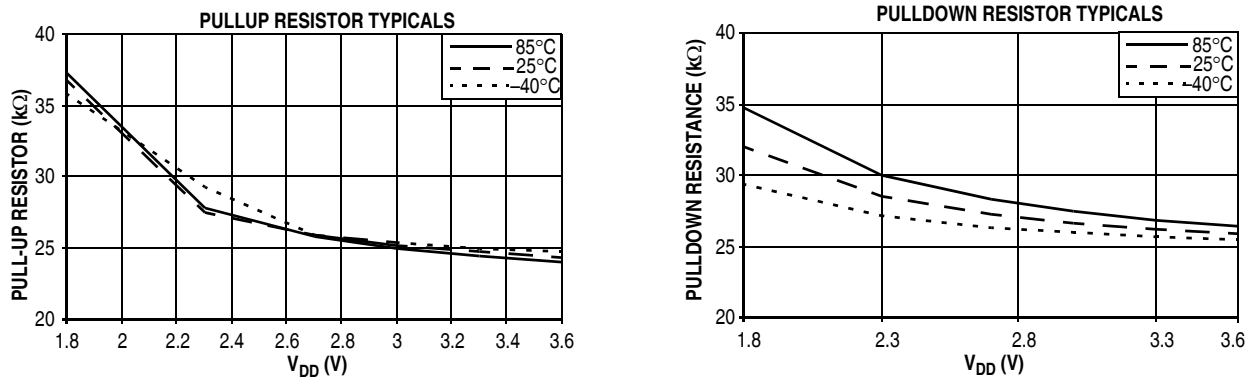 PULLUP RESISTOR TYPICALS
PULL-UP RESISTOR (kΩ)
40
35
30
25
20
85°C
25°C
–40°C
1.8 2 2.2 2.4 2.6 2.8 3 3.2 3.4 3.6
VDD (V)
PULLDOWN RESISTOR TYPICALS
PULLDOWN RESISTANCE (kΩ)
40
35
30
25
20
85°C
25°C
–40°C
1.8 2.3 2.8 3.3 3.6
VDD (V)